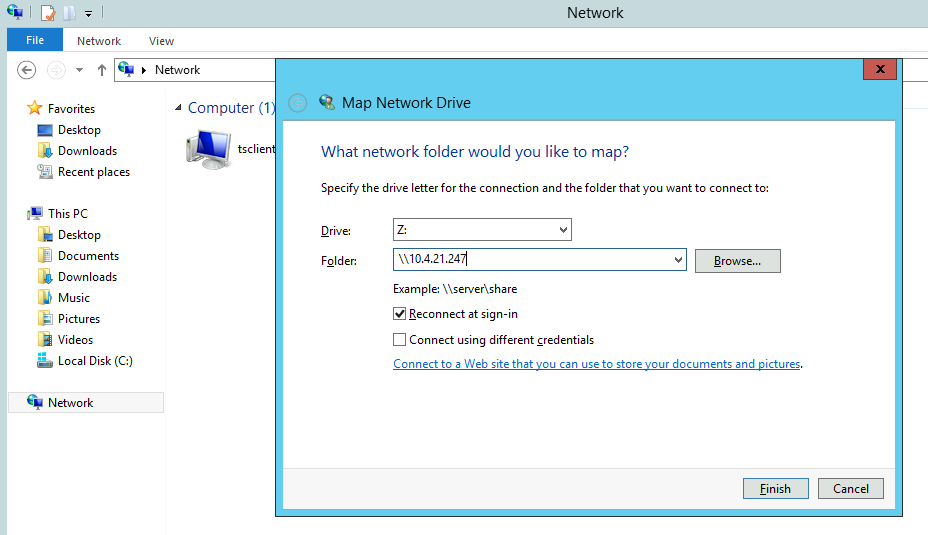 Network
File Network View
Network
Favorites
Desktop
Downloads
Recent places
This PC
Desktop
Documents
Downloads
Music
Pictures
Videos
Local Disk (C:)
Network
Computer (1)
tsclient
Map Network Drive
What network folder would you like to map?
Specify the drive letter for the connection and the folder that you want to connect to:
Drive: Z:
Folder: \\10.4.21.247 Browse...
Example: \\server\share
Reconnect at sign-in
Connect using different credentials
Connect to a Web site that you can use to store your documents and pictures.
Finish Cancel